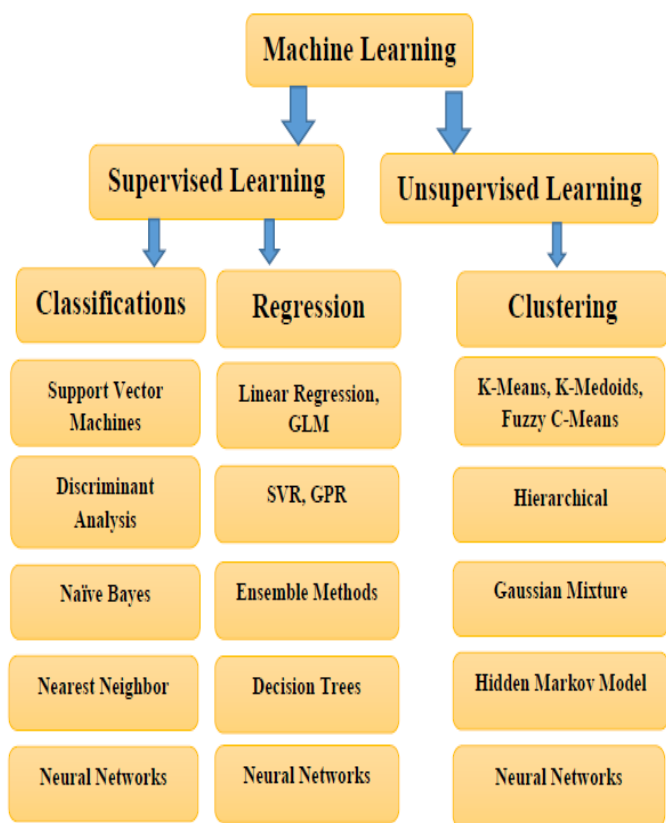 Machine Learning
Supervised Learning
Unsupervised Learning
Classifications
Regression
Clustering
Support Vector
Machines
Linear Regression,
GLM
K-Means, K-Medoids,
Fuzzy C-Means
Discriminant
Analysis
SVR, GPR
Hierarchical
Naïve Bayes
Ensemble Methods
Gaussian Mixture
Nearest Neighbor
Decision Trees
Hidden Markov Model
Neural Networks
Neural Networks
Neural Networks